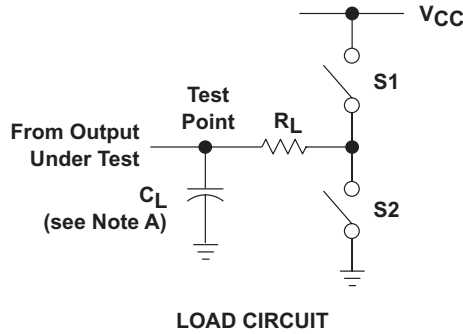 VCC
S1
Test
Point
RL
From Output
Under Test
CL
(see Note A)
S2
LOAD CIRCUIT